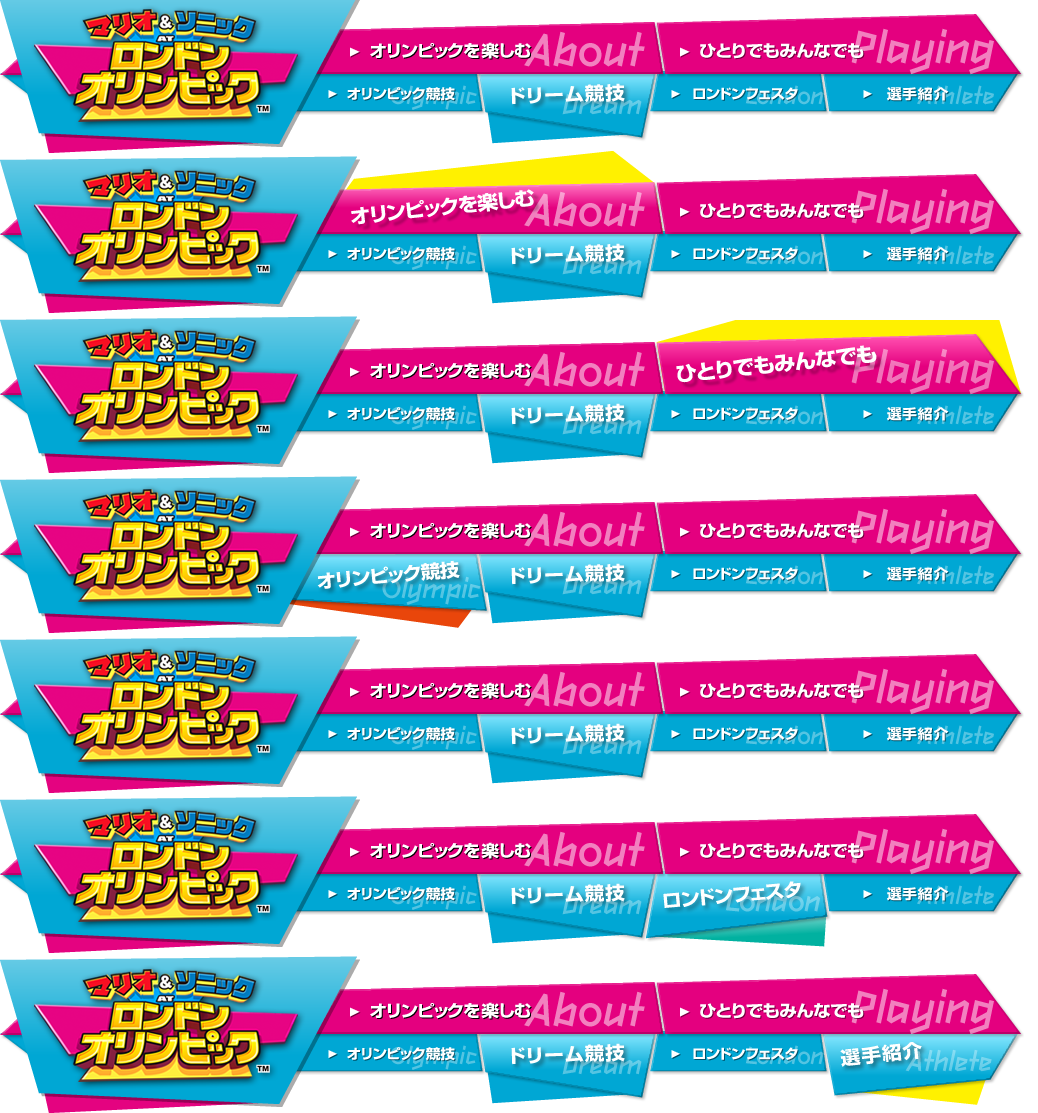 マリオ&ソニック
AT
ロンドン
オリンピック
TM
オリンピックを楽しむ About ひとりでもみんなでも Playing
オリンピック競技 Olympic ドリーム競技 Dream ロンドンフェスタ London 選手紹介 Athlete
マリオ&ソニック
AT
ロンドン
オリンピック
TM
オリンピックを楽しむ About ひとりでもみんなでも Playing
オリンピック競技 Olympic ドリーム競技 Dream ロンドンフェスタ London 選手紹介 Athlete
マリオ&ソニック
AT
ロンドン
オリンピック
TM
オリンピックを楽しむ About ひとりでもみんなでも Playing
オリンピック競技 Olympic ドリーム競技 Dream ロンドンフェスタ London 選手紹介 Athlete
マリオ&ソニック
AT
ロンドン
オリンピック
TM
オリンピックを楽しむ About ひとりでもみんなでも Playing
オリンピック競技 Olympic ドリーム競技 Dream ロンドンフェスタ London 選手紹介 Athlete
マリオ&ソニック
AT
ロンドン
オリンピック
TM
オリンピックを楽しむ About ひとりでもみんなでも Playing
オリンピック競技 Olympic ドリーム競技 Dream ロンドンフェスタ London 選手紹介 Athlete
マリオ&ソニック
AT
ロンドン
オリンピック
TM
オリンピックを楽しむ About ひとりでもみんなでも Playing
オリンピック競技 Olympic ドリーム競技 Dream ロンドンフェスタ London 選手紹介 Athlete
マリオ&ソニック
AT
ロンドン
オリンピック
TM
オリンピックを楽しむ About ひとりでもみんなでも Playing
オリンピック競技 Olympic ドリーム競技 Dream ロンドンフェスタ London 選手紹介 Athlete